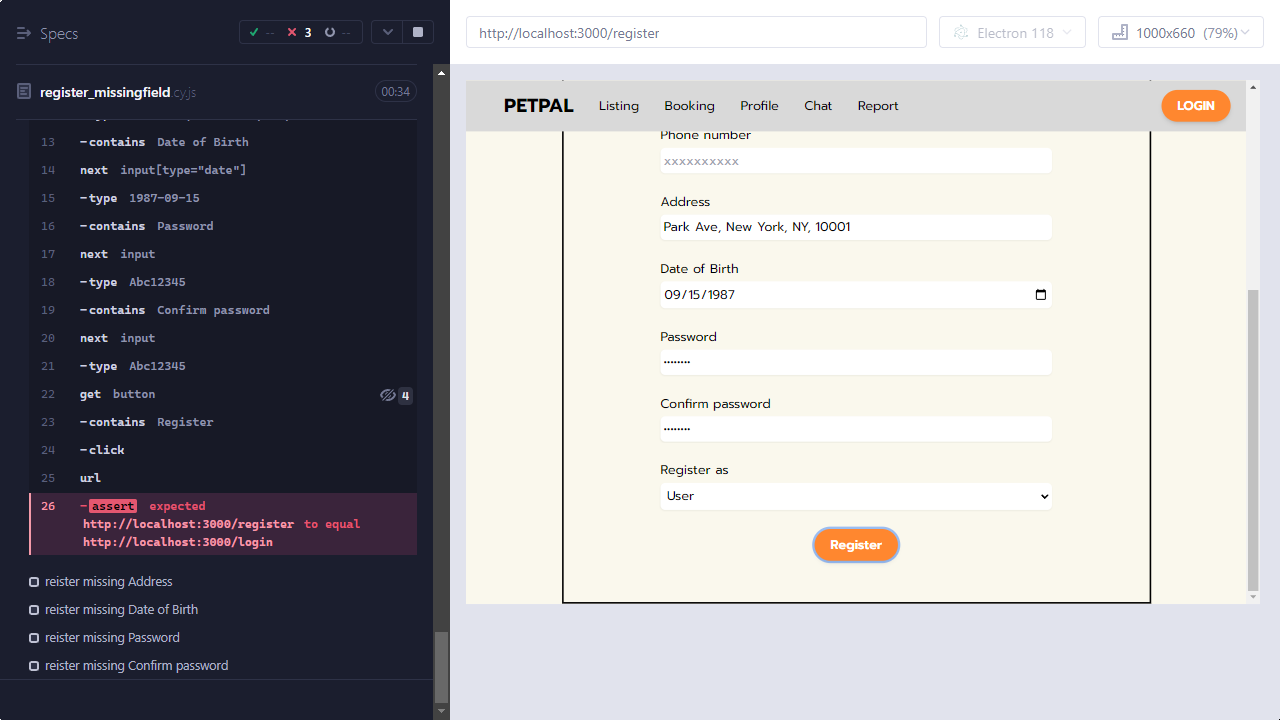 Specs
-- 3 --
http://localhost:3000/register
Electron 118
1000x660 (79%)
register_missingfield.cy.js
00:34
13 -contains Date of Birth
14 next input[type="date"]
15 -type 1987-09-15
16 -contains Password
17 next input
18 -type Abc12345
19 -contains Confirm password
20 next input
21 -type Abc12345
22 get button 4
23 -contains Register
24 -click
25 url
26 -assert expected
http://localhost:3000/register to equal
http://localhost:3000/login
reister missing Address
reister missing Date of Birth
reister missing Password
reister missing Confirm password
PETPAL Listing Booking Profile Chat Report LOGIN
Phone number
xxxxxxxxxx
Address
Park Ave, New York, NY, 10001
Date of Birth
09/15/1987
Password
••••••••
Confirm password
••••••••
Register as
User
Register